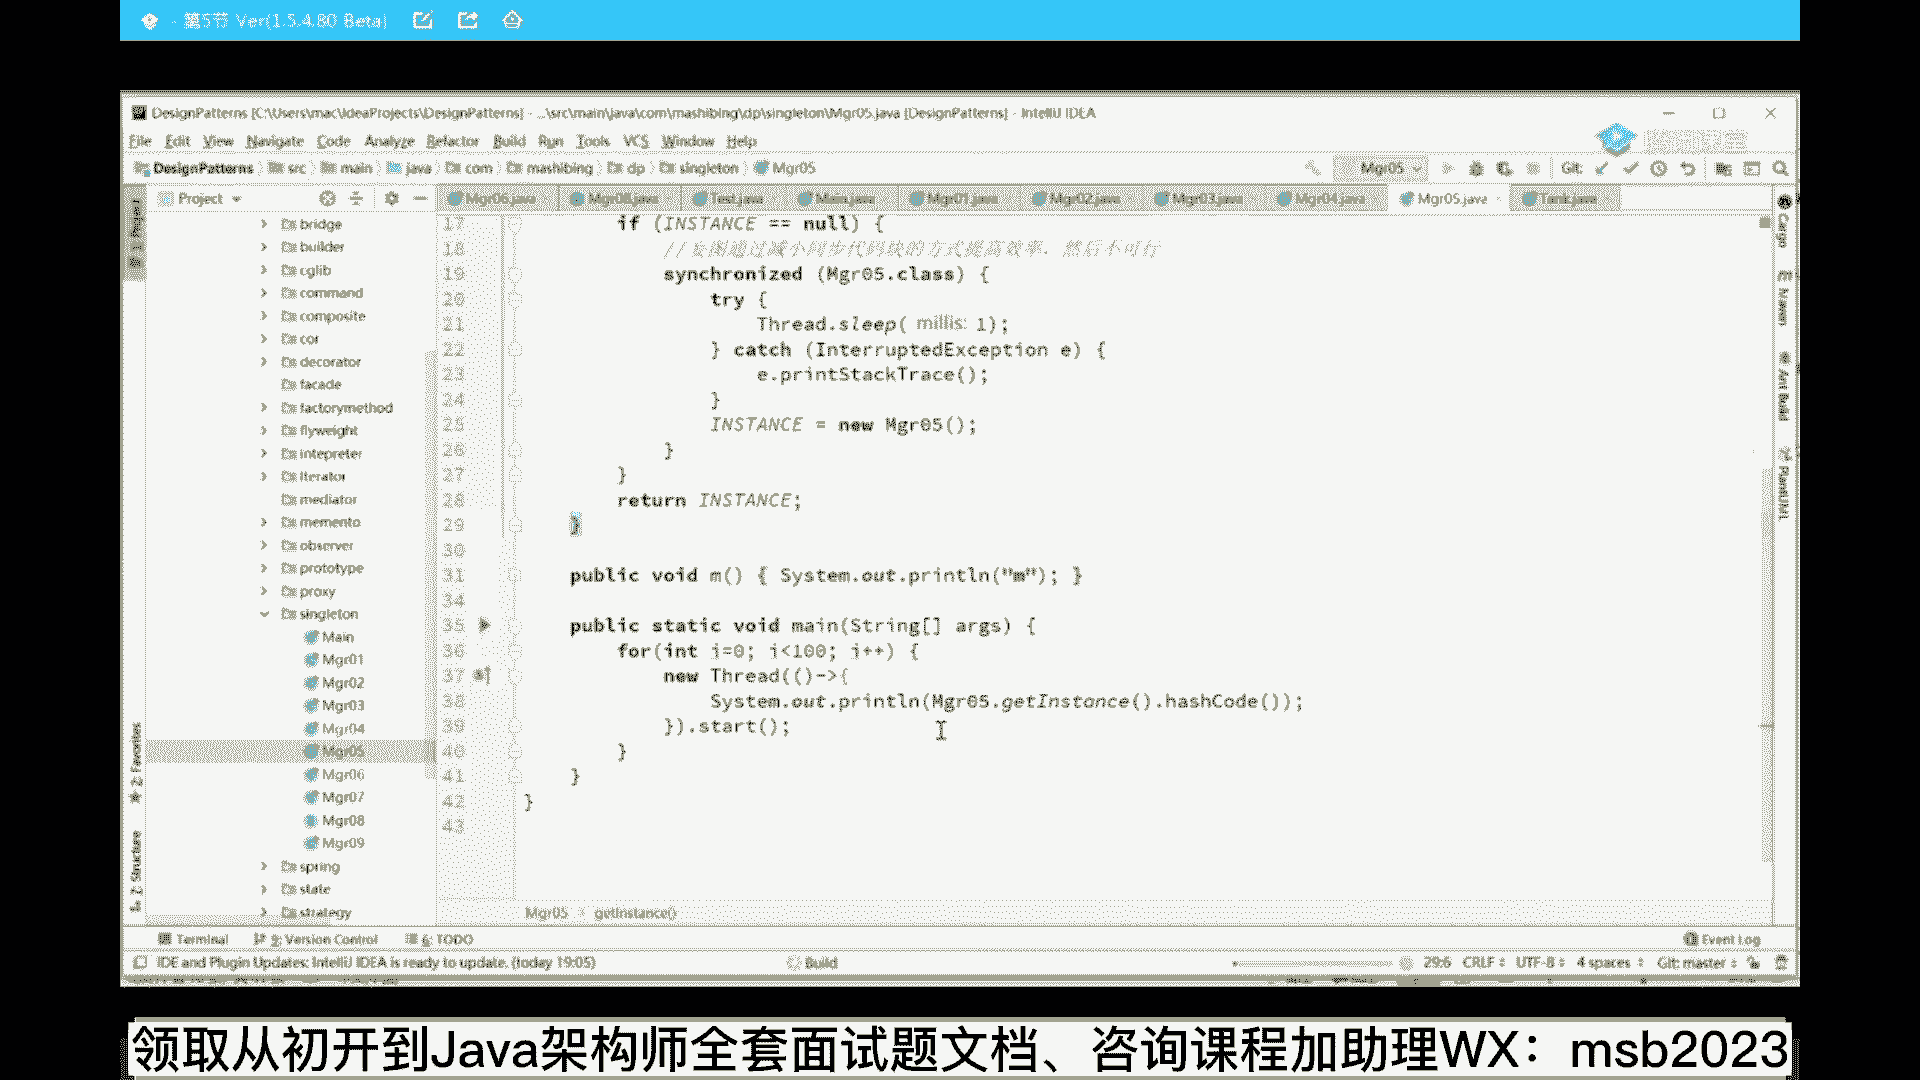 - 第5节 Ver(1.5.4.80 Beta)
DesignPatterns [C:\Users\mac\IdeaProjects\DesignPatterns] - ...\src\main\java\com\mashibing\dp\singleton\Mgr05.java [DesignPatterns] - IntelliJ IDEA
File Edit View Navigate Code Analyze Refactor Build Run Tools VCS Window Help
DesignPatterns src main java com mashibing dp singleton Mgr05
Mgr05 Git:
Project
Mgr06.java Mgr08.java Test.java Main.java Mgr01.java Mgr02.java Mgr03.java Mgr04.java Mgr05.java Tank.java
bridge
builder
cglib
command
composite
cor
decorator
facade
factorymethod
flyweight
intepreter
iterator
mediator
memento
observer
prototype
proxy
singleton
Main
Mgr01
Mgr02
Mgr03
Mgr04
Mgr05
Mgr06
Mgr07
Mgr08
Mgr09
spring
state
strategy
17 if (INSTANCE == null) {
18 //妄图通过减小同步代码块的方式提高效率，然后不可行
19 synchronized (Mgr05.class) {
20 try {
21 Thread.sleep( millis: 1);
22 } catch (InterruptedException e) {
23 e.printStackTrace();
24 }
25 INSTANCE = new Mgr05();
26 }
27 }
28 return INSTANCE;
29 }
30
31 public void m() { System.out.println("m"); }
34
35 public static void main(String[] args) {
36 for(int i=0; i<100; i++) {
37 new Thread(()->{
38 System.out.println(Mgr05.getInstance().hashCode());
39 }).start();
40 }
41 }
42 }
43
Mgr05 getInstance()
1: Project
2: Favorites
7: Structure
Maven
Ant Build
PlantUML
Terminal 9: Version Control 6: TODO Event Log
IDE and Plugin Updates: IntelliJ IDEA is ready to update. (today 19:05) Build 29:6 CRLF UTF-8 4 spaces Git: master
领取从初开到Java架构师全套面试题文档、咨询课程加助理WX：msb2023